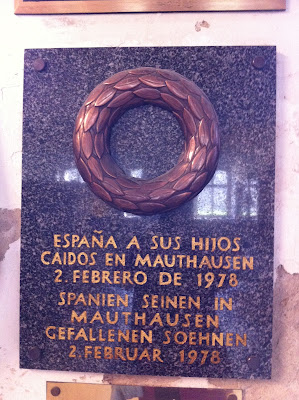 ESPAÑA A SUS HIJOS
CAIDOS EN MAUTHAUSEN
2. FEBRERO DE 1978
SPANIEN SEINEN IN
MAUTHAUSEN
GEFALLENEN SOEHNEN
2. FEBRUAR 1978